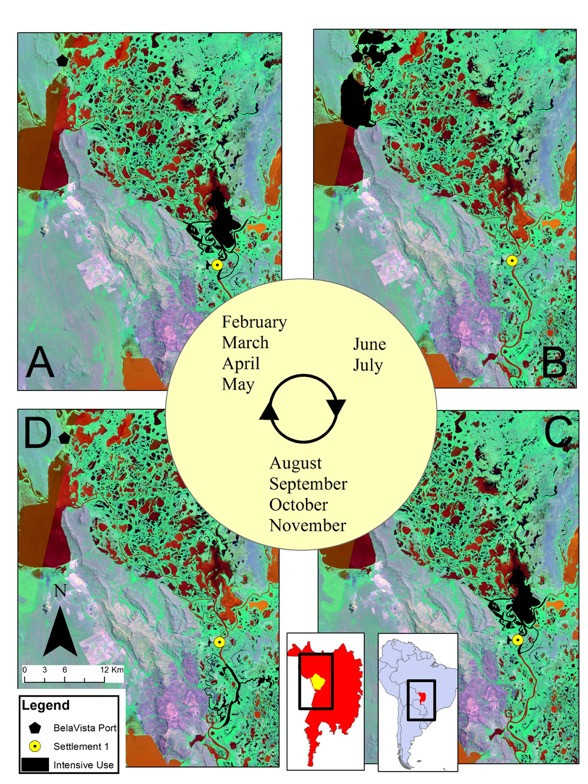 A
B
February
March
April
May
June
July
August
September
October
November
D
C
N
0 3 6 12 Km
Legend
BelaVista Port
Settlement 1
Intensive Use